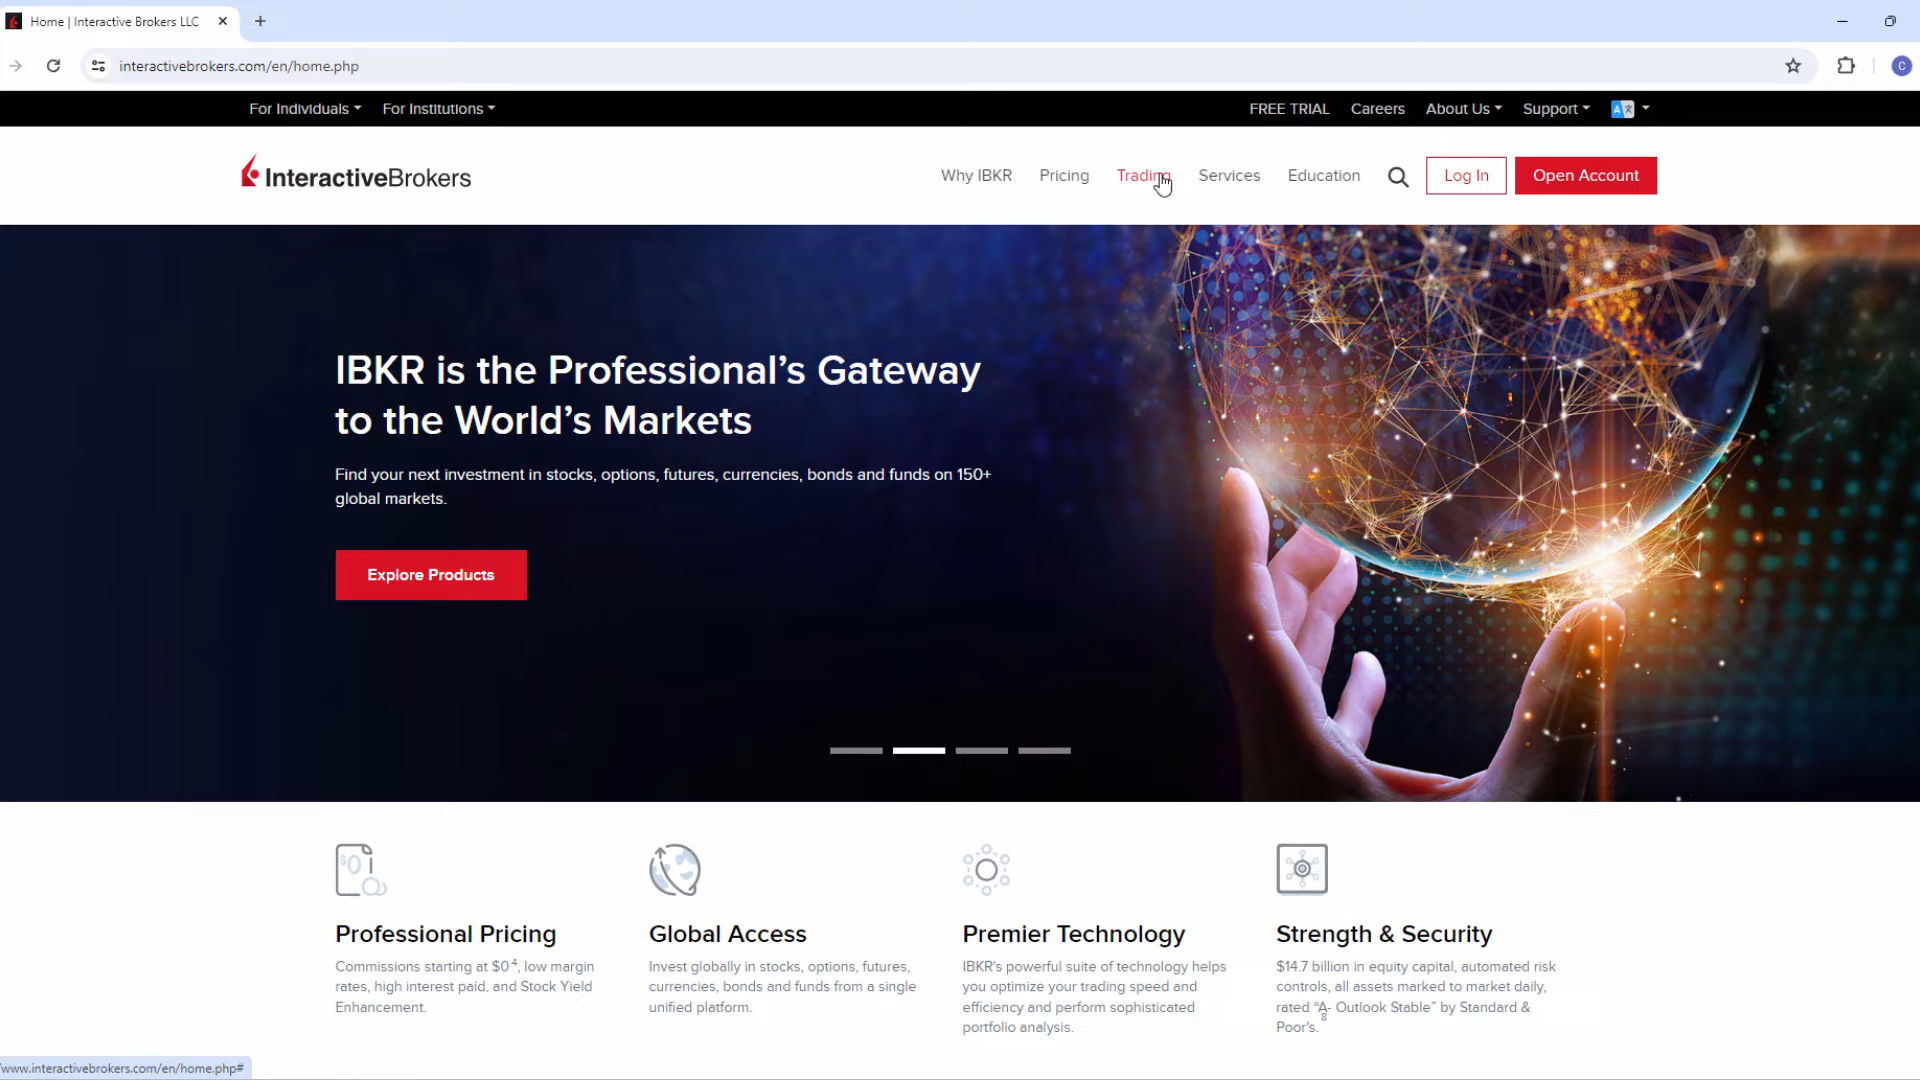 Home | Interactive Brokers LLC
interactivebrokers.com/en/home.php
C
For Individuals
For Institutions
FREE TRIAL
Careers
About Us
Support
InteractiveBrokers
Why IBKR
Pricing
Trading
Services
Education
Log In
Open Account
IBKR is the Professional's Gateway
to the World's Markets
Find your next investment in stocks, options, futures, currencies, bonds and funds on 150+
global markets.
Explore Products
Professional Pricing
Commissions starting at $0⁴, low margin
rates, high interest paid, and Stock Yield
Enhancement.
Global Access
Invest globally in stocks, options, futures,
currencies, bonds and funds from a single
unified platform.
Premier Technology
IBKR's powerful suite of technology helps
you optimize your trading speed and
efficiency and perform sophisticated
portfolio analysis.
Strength & Security
$14.7 billion in equity capital, automated risk
controls, all assets marked to market daily,
rated “A- Outlook Stable” by Standard &
Poor's.⁸
www.interactivebrokers.com/en/home.php#